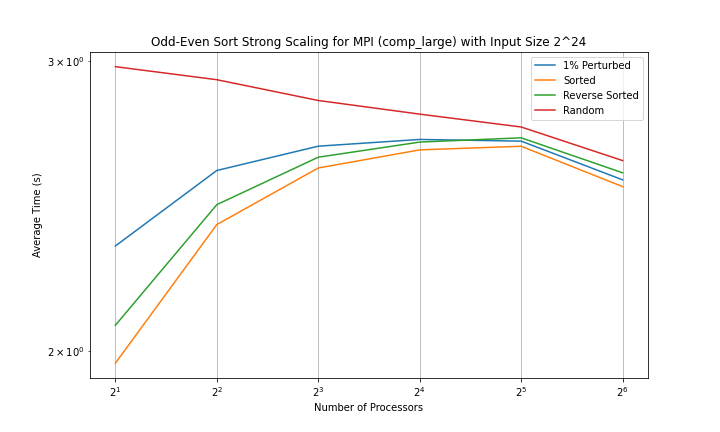 Odd-Even Sort Strong Scaling for MPI (comp_large) with Input Size 2^24
3 × 10⁰
2 × 10⁰
Average Time (s)
1% Perturbed
Sorted
Reverse Sorted
Random
2¹ 2² 2³ 2⁴ 2⁵ 2⁶
Number of Processors